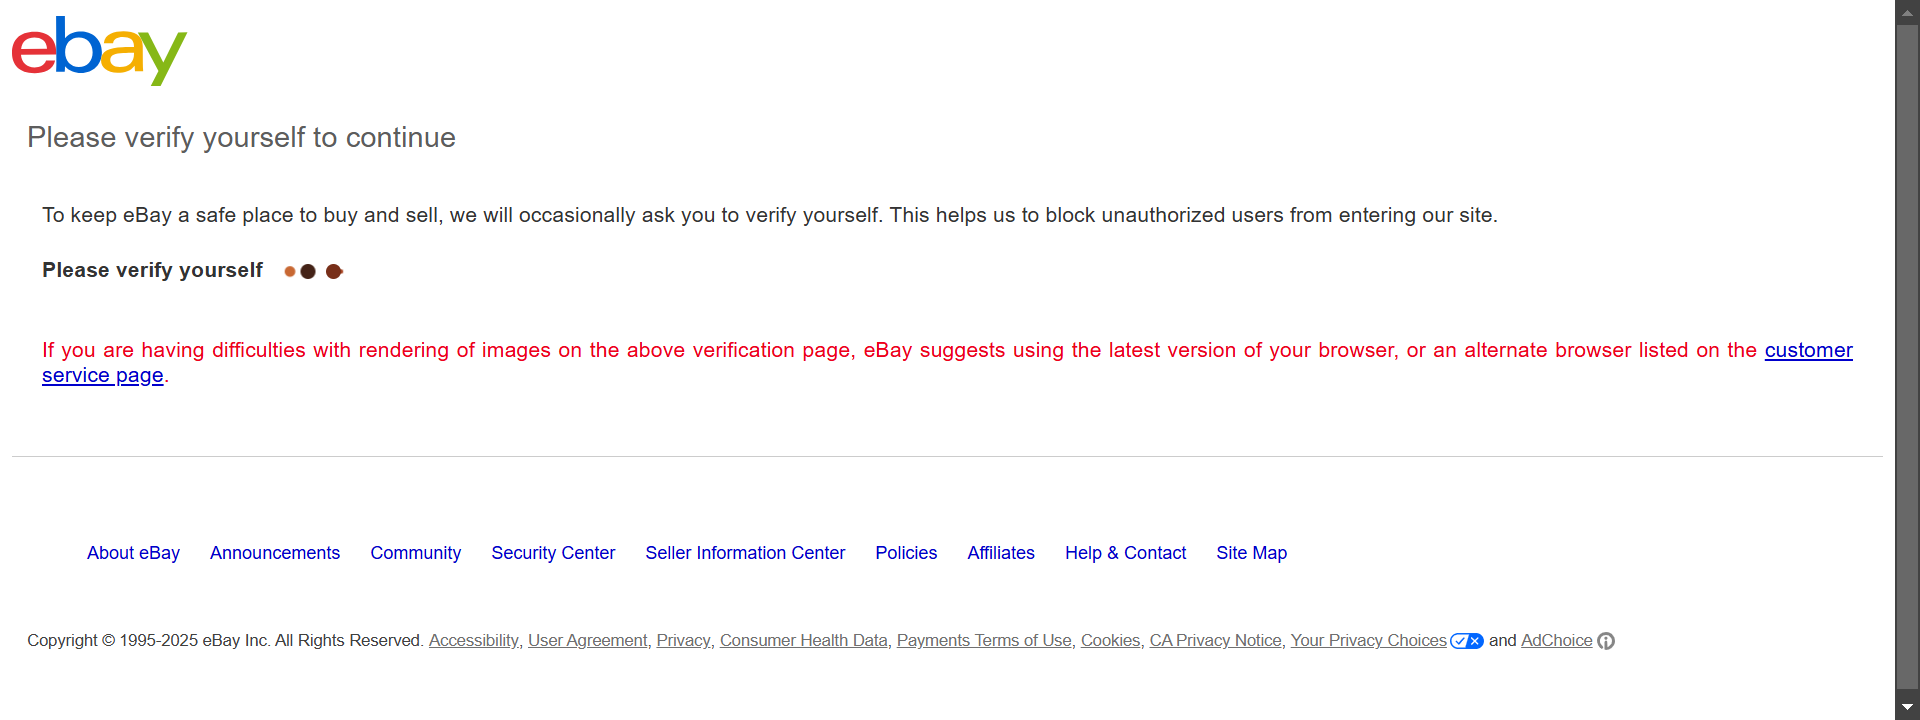 ebay
Please verify yourself to continue
To keep eBay a safe place to buy and sell, we will occasionally ask you to verify yourself. This helps us to block unauthorized users from entering our site.
Please verify yourself
If you are having difficulties with rendering of images on the above verification page, eBay suggests using the latest version of your browser, or an alternate browser listed on the customer
service page.
About eBay Announcements Community Security Center Seller Information Center Policies Affiliates Help & Contact Site Map
Copyright © 1995-2025 eBay Inc. All Rights Reserved. Accessibility, User Agreement, Privacy, Consumer Health Data, Payments Terms of Use, Cookies, CA Privacy Notice, Your Privacy Choices and AdChoice